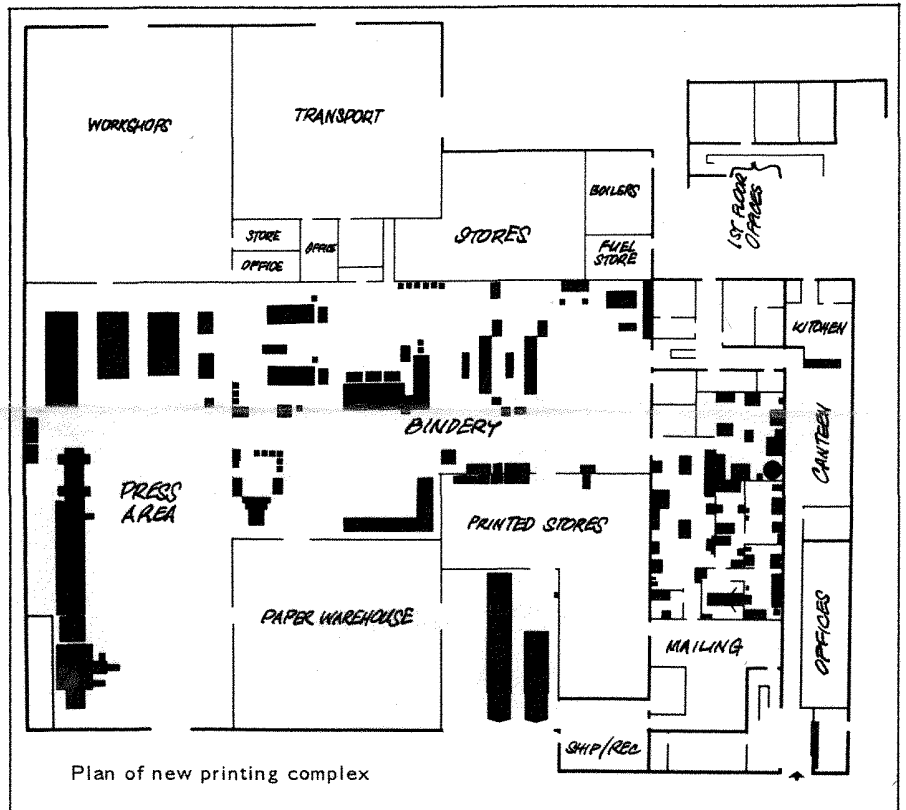 WORKSHOPS
TRANSPORT
STORE
OFFICE
OFFICE
STORES
BOILERS
FUEL
STORE
1ST FLOOR
OFFICES
KITCHEN
CANTEEN
BINDERY
PRESS
AREA
PRINTED STORES
PAPER WAREHOUSE
MAILING
OFFICES
SHIP/REC
Plan of new printing complex